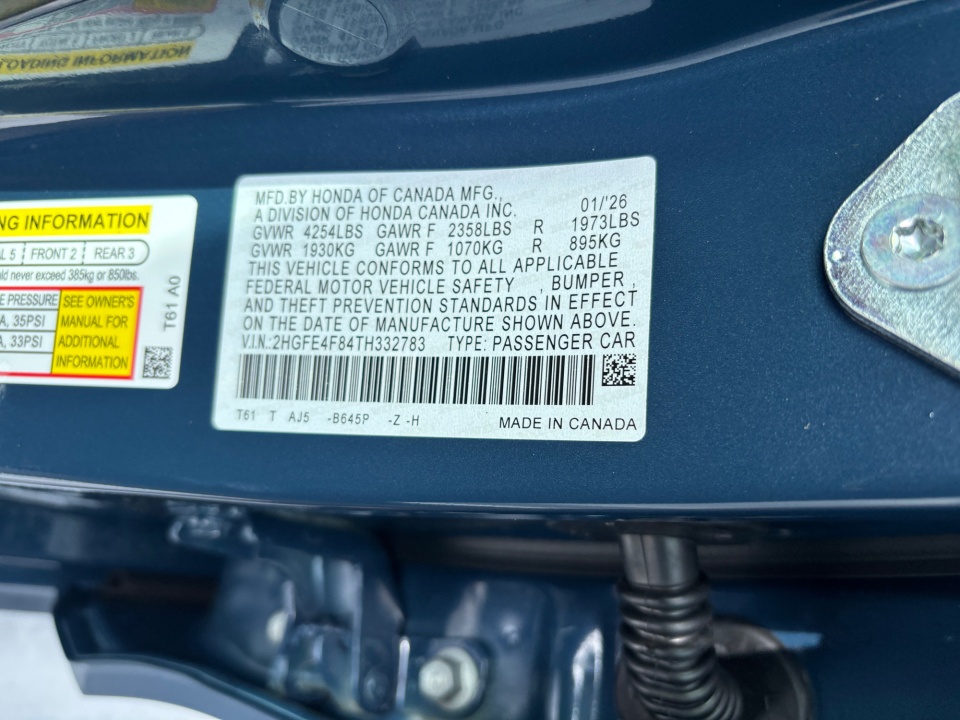 NG INFORMATION
L 5 | FRONT 2 | REAR 3
ld never exceed 385kg or 850lbs.
E PRESSURE
A, 35PSI
A, 33PSI
SEE OWNER'S
MANUAL FOR
ADDITIONAL
INFORMATION
T61 A0
MFD.BY HONDA OF CANADA MFG.,
A DIVISION OF HONDA CANADA INC. 01/'26
GVWR 4254LBS GAWR F 2358LBS R 1973LBS
GVWR 1930KG GAWR F 1070KG R 895KG
THIS VEHICLE CONFORMS TO ALL APPLICABLE
FEDERAL MOTOR VEHICLE SAFETY , BUMPER ,
AND THEFT PREVENTION STANDARDS IN EFFECT
ON THE DATE OF MANUFACTURE SHOWN ABOVE.
V.I.N.:2HGFE4F84TH332783 TYPE: PASSENGER CAR
T61 T AJ5 -B645P -Z -H MADE IN CANADA